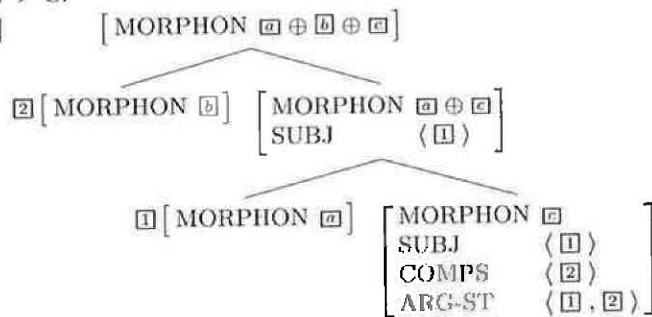 [ MORPHON a ⊕ b ⊕ c ]
2 [ MORPHON b ] [ MORPHON a ⊕ c
SUBJ ⟨ 1 ⟩ ]
1 [ MORPHON a ] [ MORPHON c
SUBJ ⟨ 1 ⟩
COMPS ⟨ 2 ⟩
ARG-ST ⟨ 1 , 2 ⟩ ]